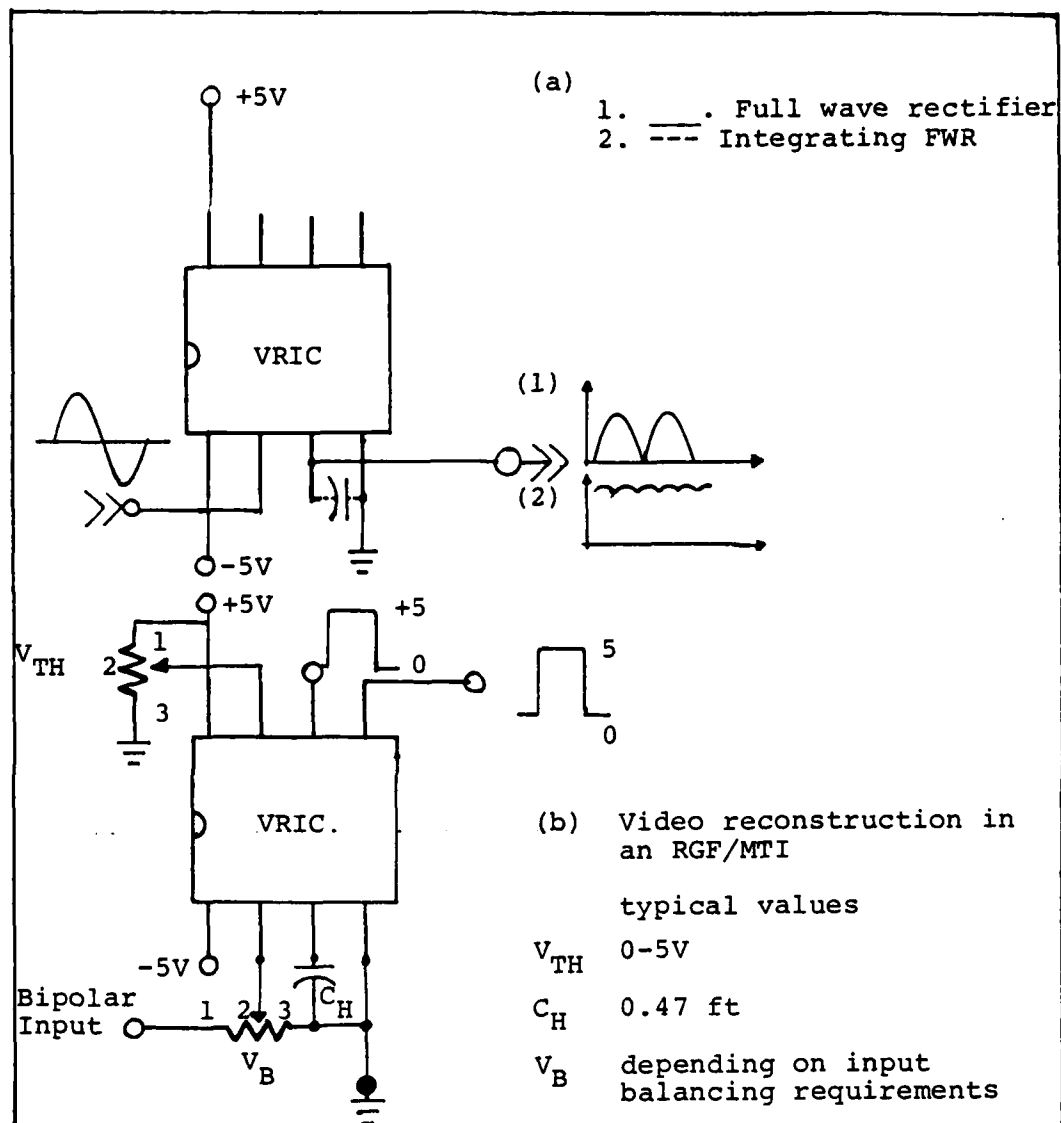 (a)
1. ____. Full wave rectifier
2. --- Integrating FWR
+5V
VRIC
(1)
(2)
-5V
+5V
+5
0
V_TH
1
2
3
5
0
VRIC.
(b) Video reconstruction in
an RGF/MTI
typical values
V_TH 0-5V
-5V
C_H
C_H 0.47 ft
Bipolar
Input
1 2 3
V_B
V_B depending on input
balancing requirements